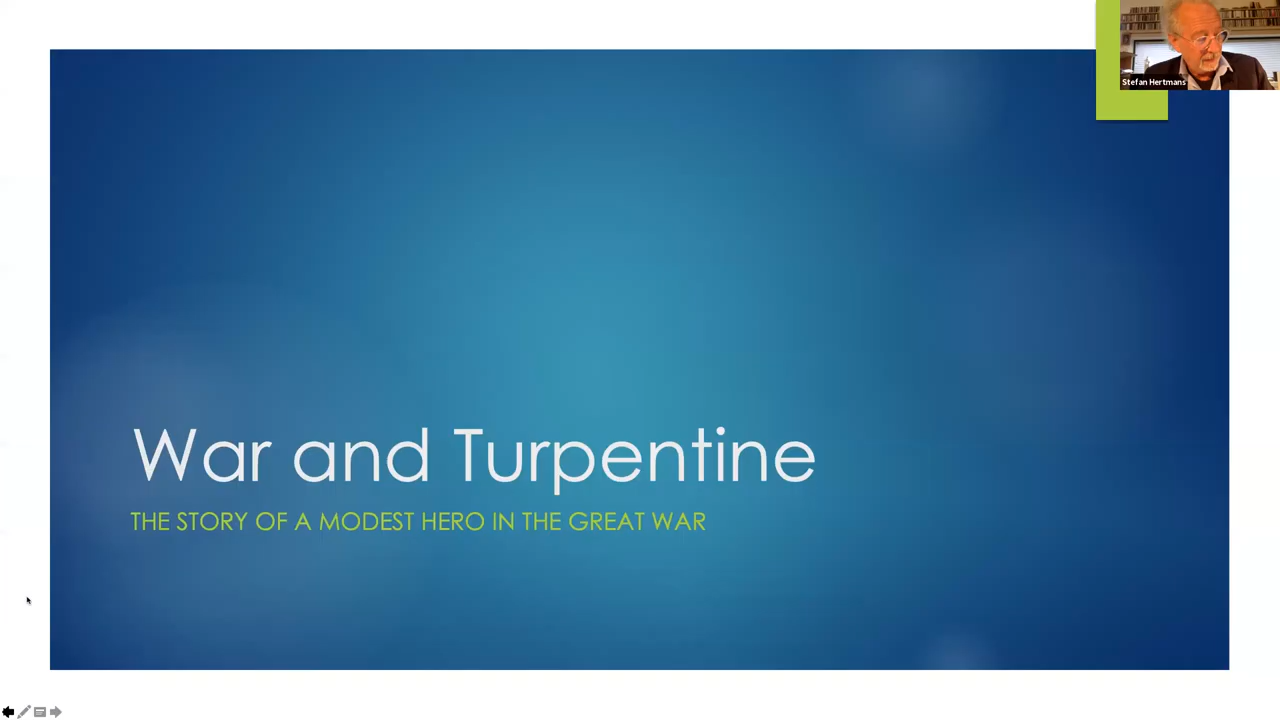 Stefan Hertmans
War and Turpentine
THE STORY OF A MODEST HERO IN THE GREAT WAR